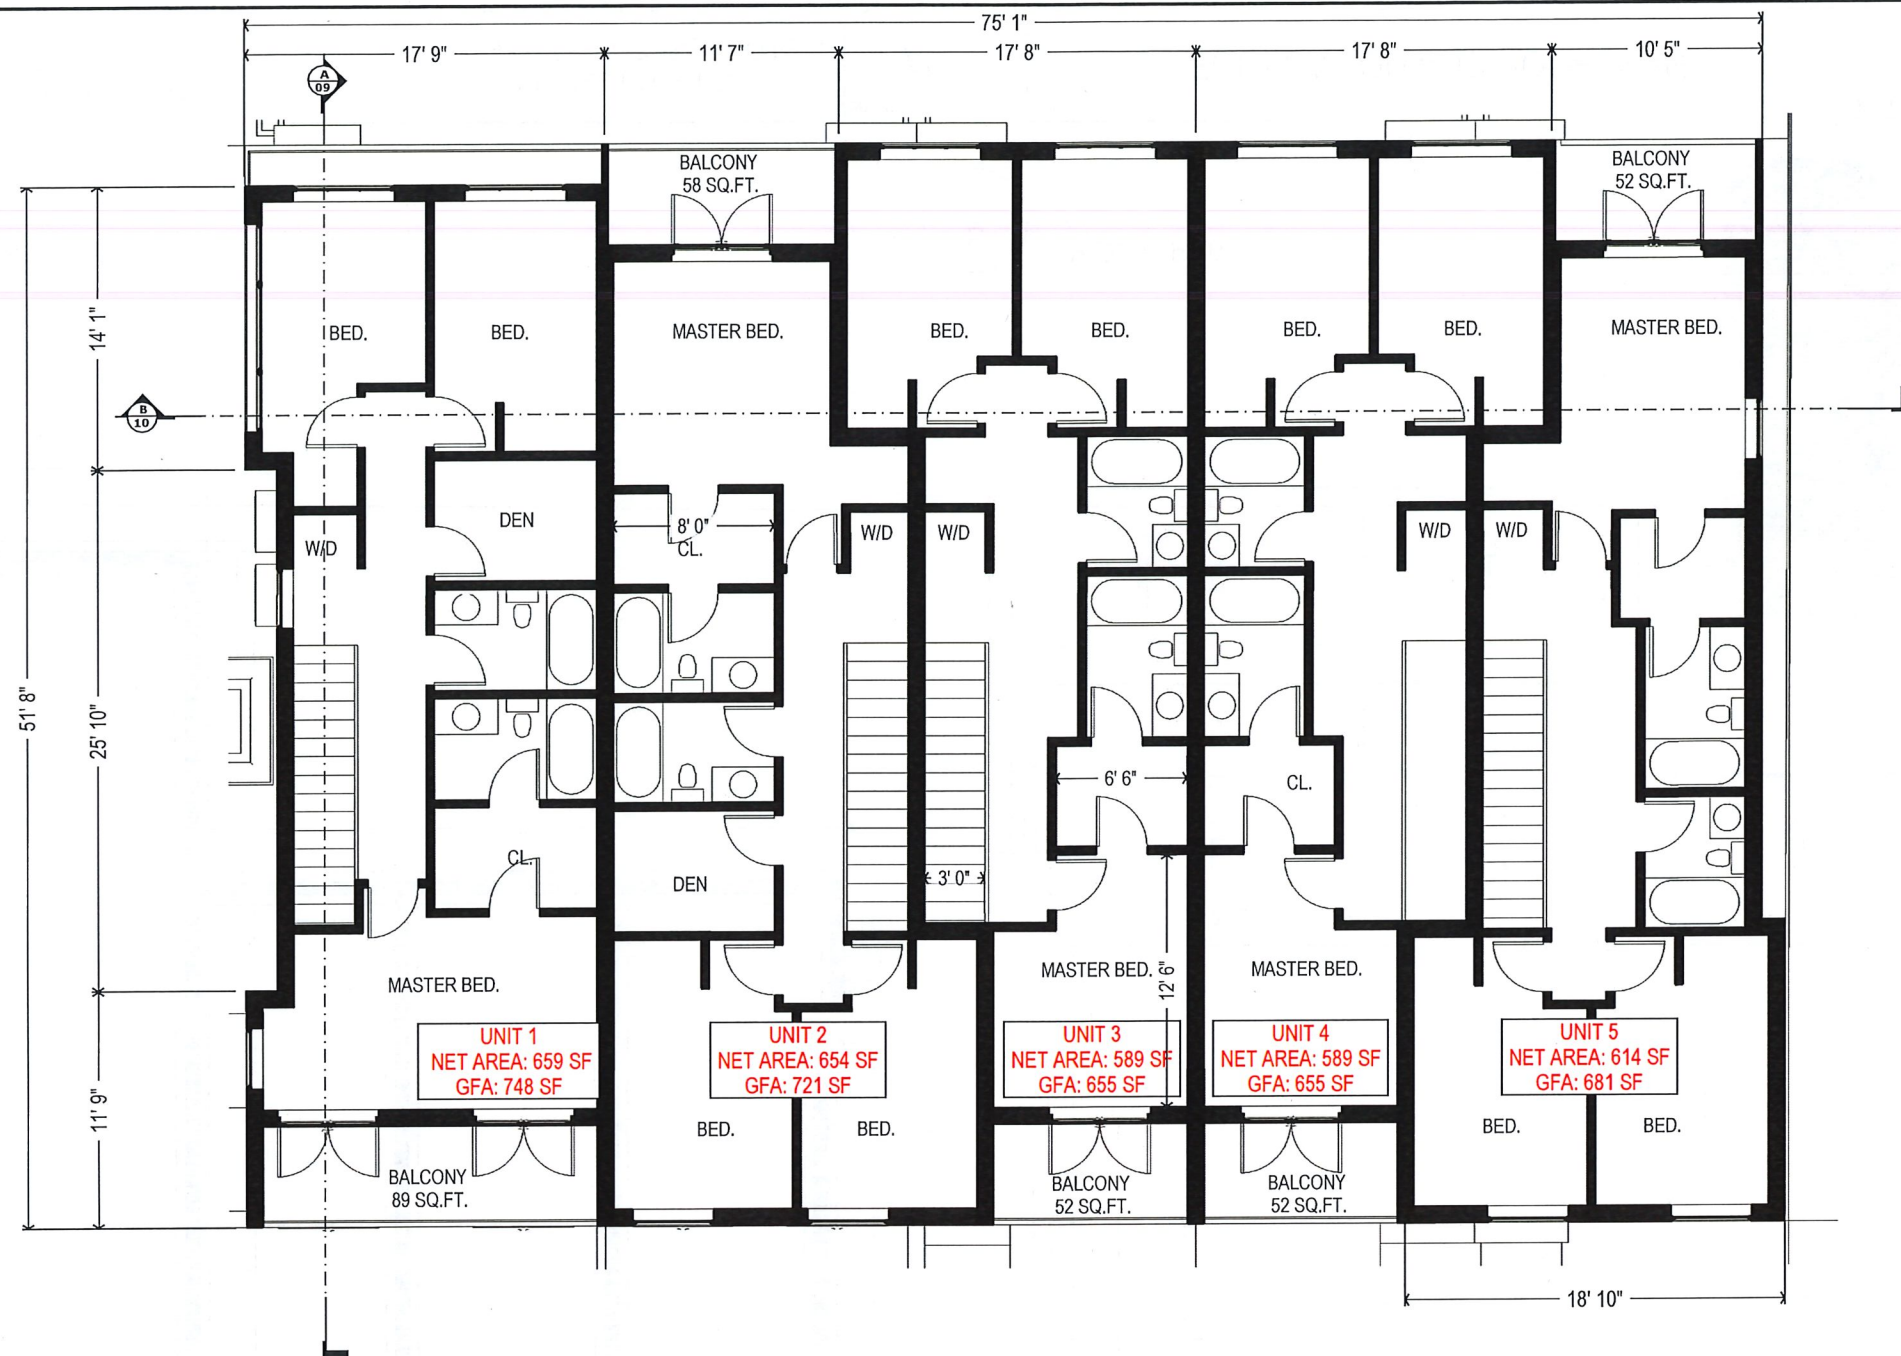 75' 1"
17' 9"
11' 7"
17' 8"
17' 8"
10' 5"
A
09
BALCONY
58 SQ.FT.
BALCONY
52 SQ.FT.
51' 8"
14' 1"
25' 10"
11' 9"
B
10
BED.
BED.
MASTER BED.
BED.
BED.
BED.
BED.
MASTER BED.
DEN
W/D
8' 0"
CL.
W/D
W/D
W/D
W/D
6' 6"
CL.
CL.
DEN
3' 0"
MASTER BED.
MASTER BED.
12' 6"
MASTER BED.
UNIT 1
NET AREA: 659 SF
GFA: 748 SF
UNIT 2
NET AREA: 654 SF
GFA: 721 SF
UNIT 3
NET AREA: 589 SF
GFA: 655 SF
UNIT 4
NET AREA: 589 SF
GFA: 655 SF
UNIT 5
NET AREA: 614 SF
GFA: 681 SF
BED.
BED.
BED.
BED.
BALCONY
89 SQ.FT.
BALCONY
52 SQ.FT.
BALCONY
52 SQ.FT.
18' 10"